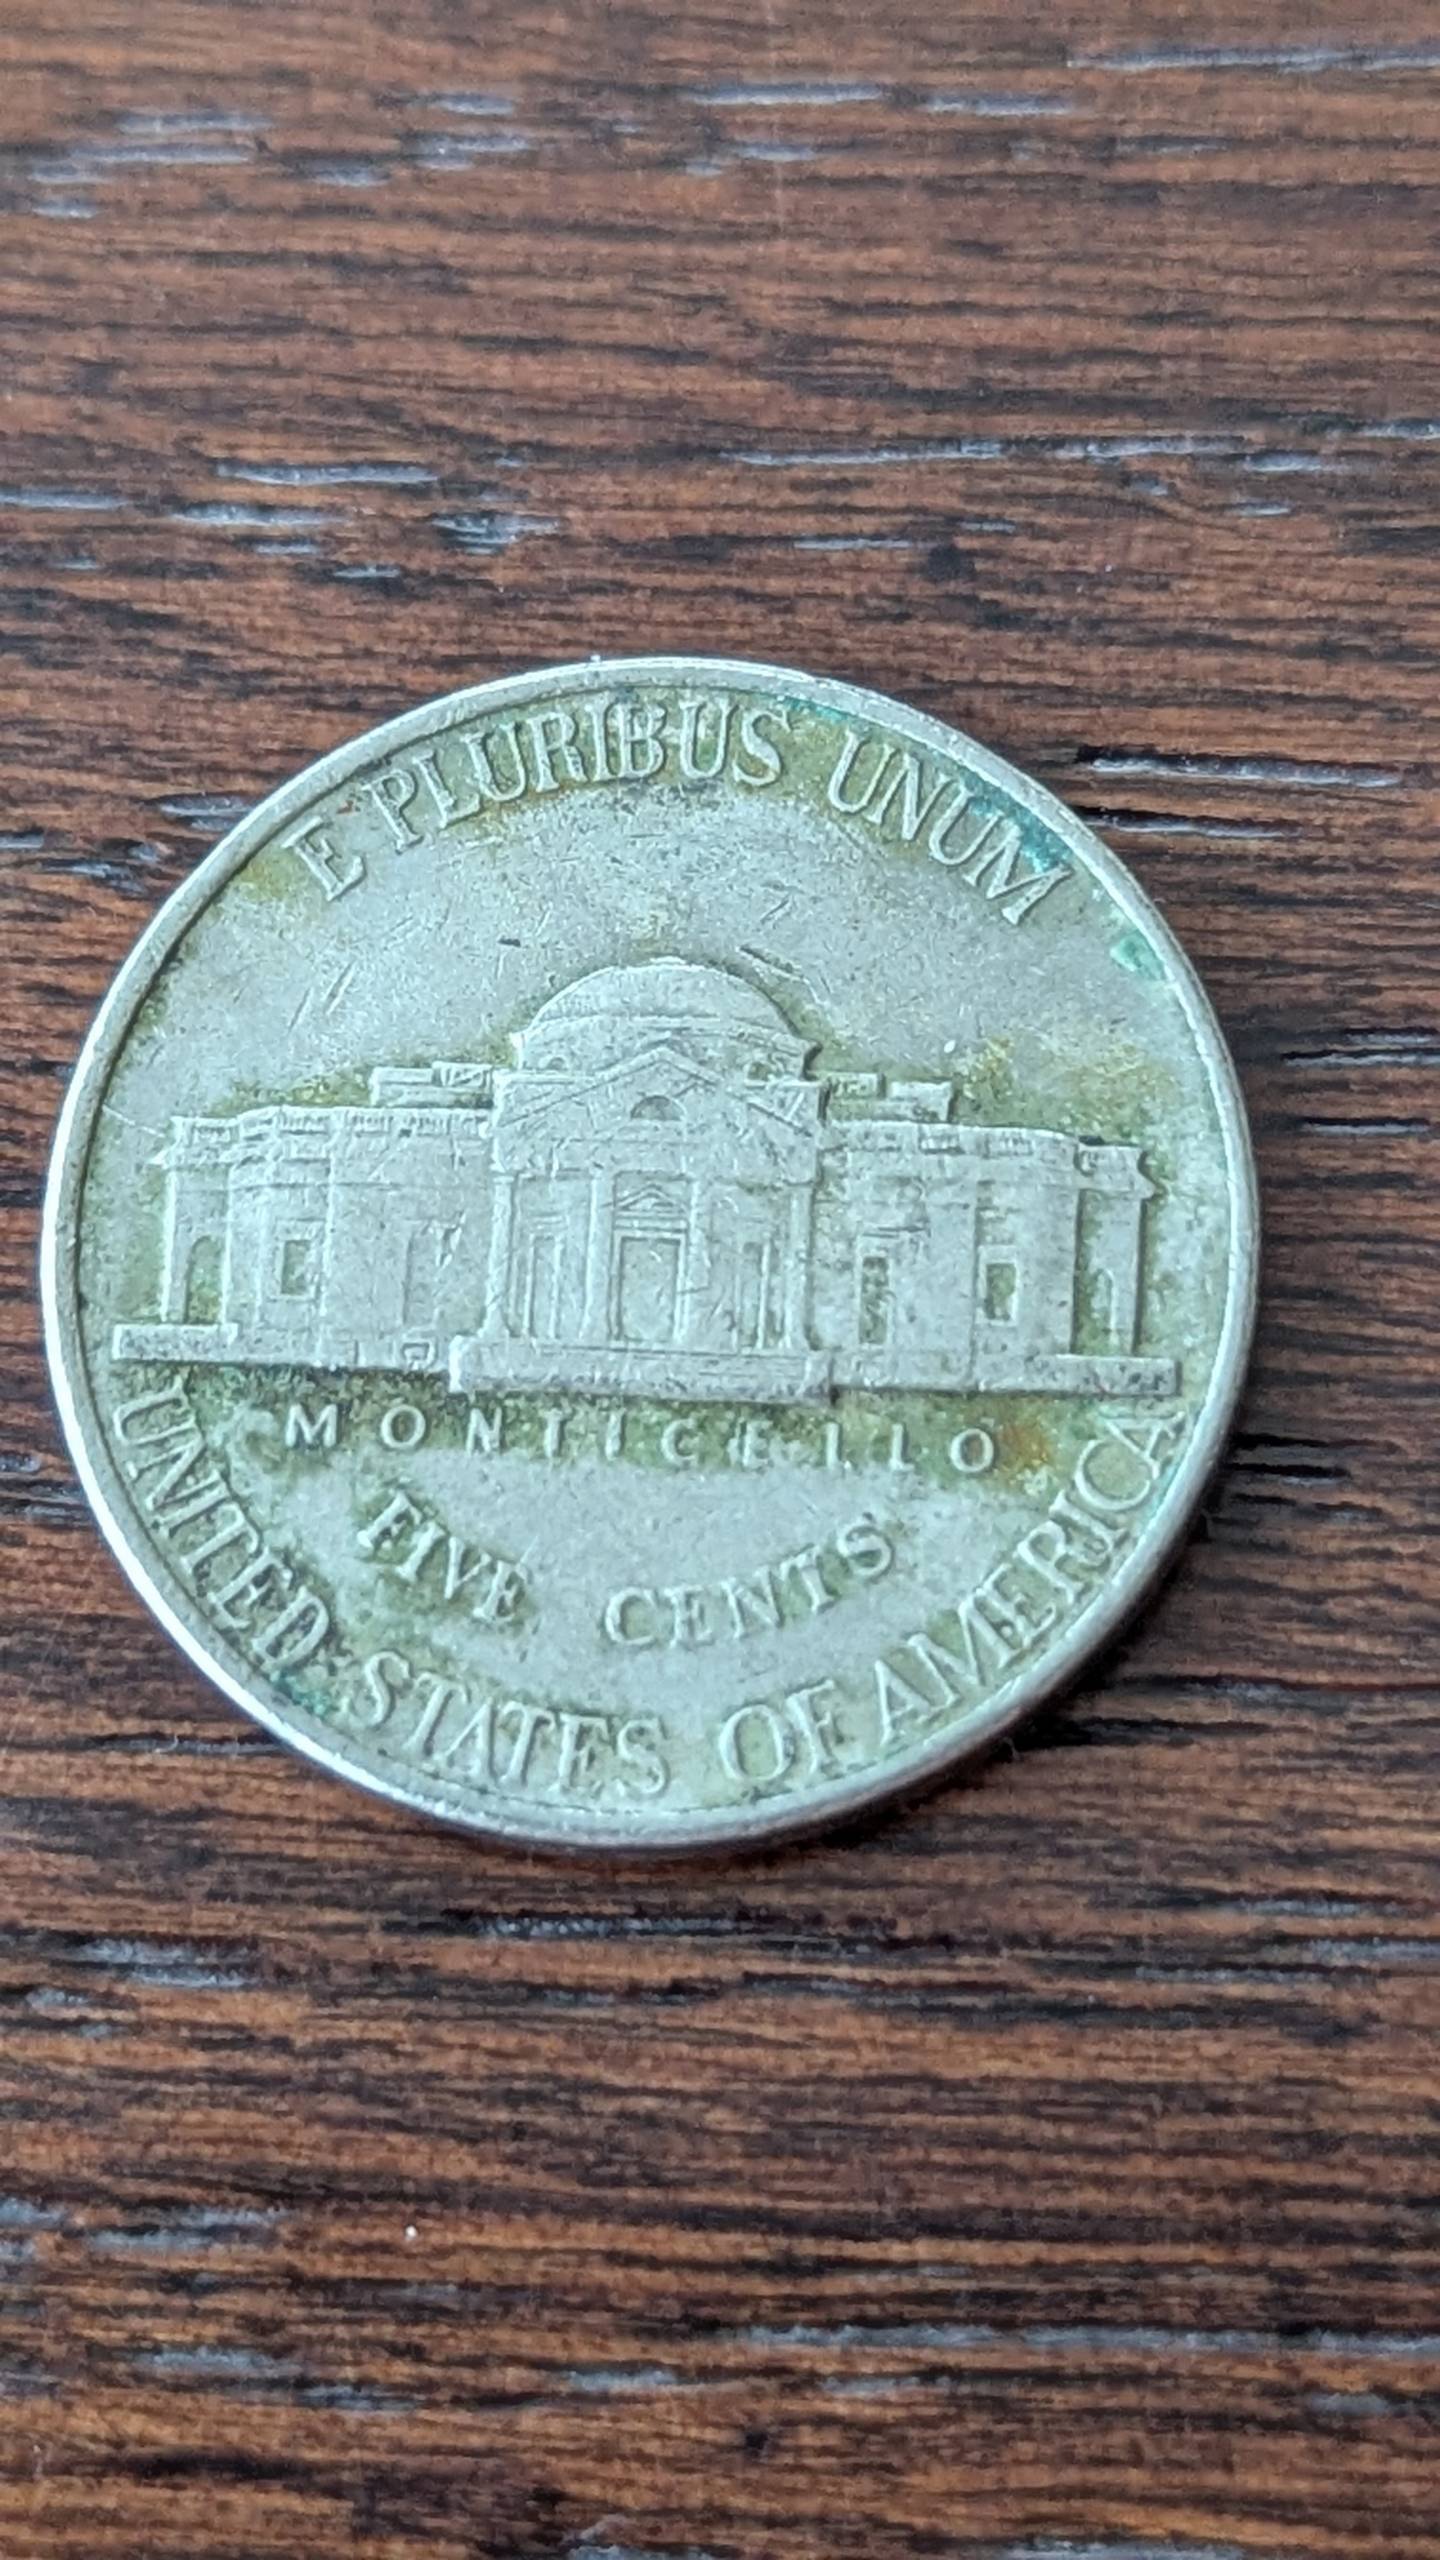 E PLURIBUS UNUM
MONTICELLO
FIVE CENTS
UNITED STATES OF AMERICA